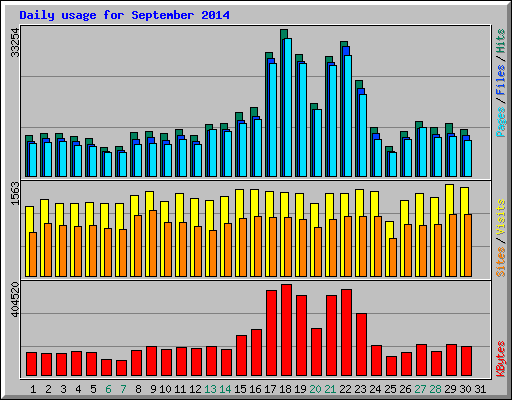 Daily usage for September 2014
33254
Pages / Files / Hits
1563
Sites / Visits
404520
KBytes
1 2 3 4 5 6 7 8 9 10 11 12 13 14 15 16 17 18 19 20 21 22 23 24 25 26 27 28 29 30 31